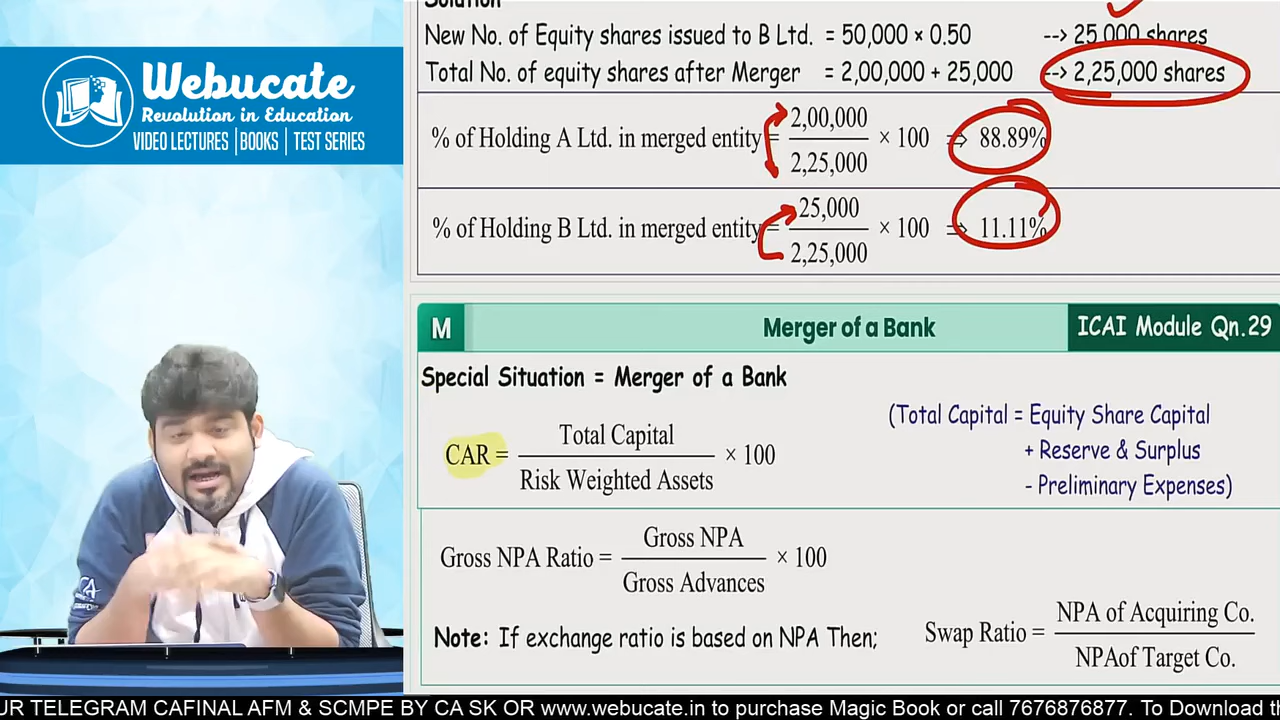 Webucate
Revolution in Education
VIDEO LECTURES | BOOKS | TEST SERIES
Solution
New No. of Equity shares issued to B Ltd. = 50,000 × 0.50 --> 25,000 shares
Total No. of equity shares after Merger = 2,00,000 + 25,000 --> 2,25,000 shares
% of Holding A Ltd. in merged entity = 2,00,000 / 2,25,000 × 100 ⇒ 88.89%
% of Holding B Ltd. in merged entity = 25,000 / 2,25,000 × 100 ⇒ 11.11%
M Merger of a Bank ICAI Module Qn.29
Special Situation = Merger of a Bank
CAR = Total Capital / Risk Weighted Assets × 100
(Total Capital = Equity Share Capital
+ Reserve & Surplus
- Preliminary Expenses)
Gross NPA Ratio = Gross NPA / Gross Advances × 100
Note: If exchange ratio is based on NPA Then; Swap Ratio = NPA of Acquiring Co. / NPAof Target Co.
UR TELEGRAM CAFINAL AFM & SCMPE BY CA SK OR www.webucate.in to purchase Magic Book or call 7676876877. To Download th